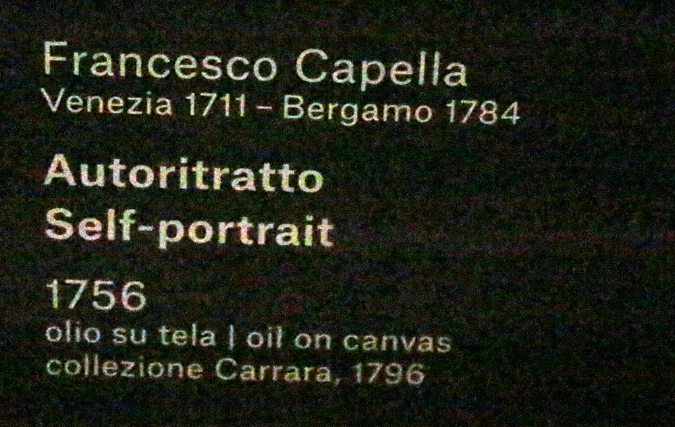 Francesco Capella
Venezia 1711 – Bergamo 1784
Autoritratto
Self-portrait
1756
olio su tela | oil on canvas
collezione Carrara, 1796